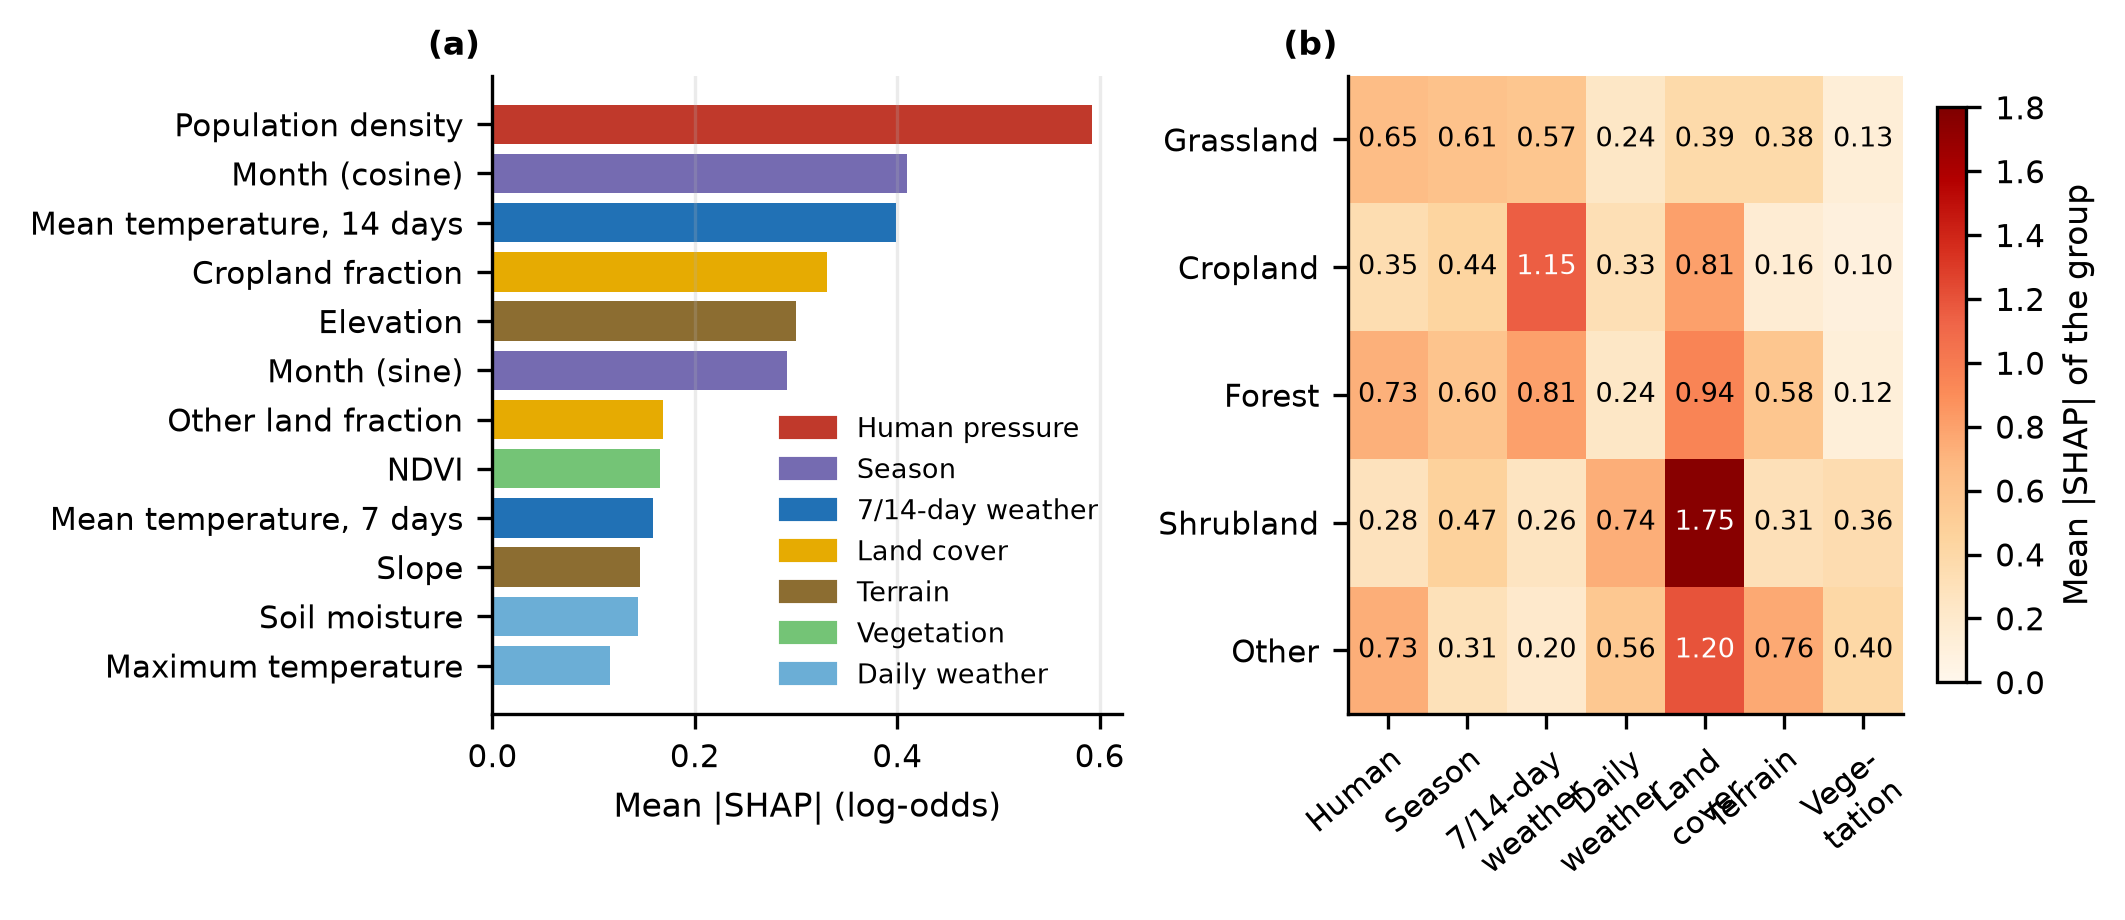 (a)
Population density
Month (cosine)
Mean temperature, 14 days
Cropland fraction
Elevation
Month (sine)
Other land fraction
NDVI
Mean temperature, 7 days
Slope
Soil moisture
Maximum temperature
Human pressure
Season
7/14-day weather
Land cover
Terrain
Vegetation
Daily weather
0.0 0.2 0.4 0.6
Mean |SHAP| (log-odds)
(b)
Grassland 0.65 0.61 0.57 0.24 0.39 0.38 0.13
Cropland 0.35 0.44 1.15 0.33 0.81 0.16 0.10
Forest 0.73 0.60 0.81 0.24 0.94 0.58 0.12
Shrubland 0.28 0.47 0.26 0.74 1.75 0.31 0.36
Other 0.73 0.31 0.20 0.56 1.20 0.76 0.40
Human
Season
7/14-day
weather
Daily
weather
Land
cover
Terrain
Vege-
tation
1.8
1.6
1.4
1.2
1.0
0.8
0.6
0.4
0.2
0.0
Mean |SHAP| of the group